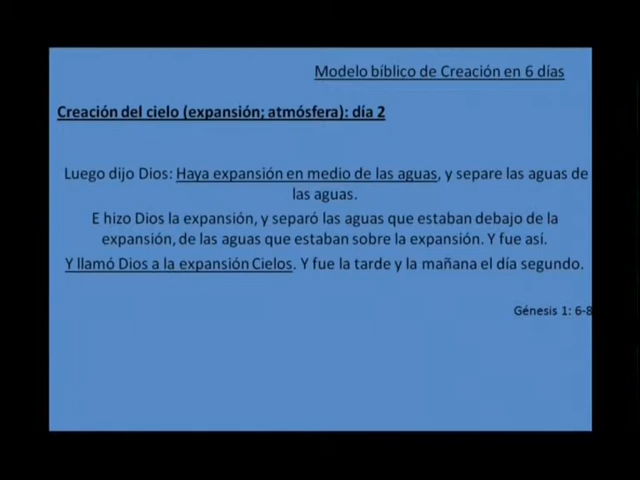 Modelo bíblico de Creación en 6 días
Creación del cielo (expansión; atmósfera): día 2
Luego dijo Dios: Haya expansión en medio de las aguas, y separe las aguas de
las aguas.
E hizo Dios la expansión, y separó las aguas que estaban debajo de la
expansión, de las aguas que estaban sobre la expansión. Y fue así.
Y llamó Dios a la expansión Cielos. Y fue la tarde y la mañana el día segundo.
Génesis 1: 6-8